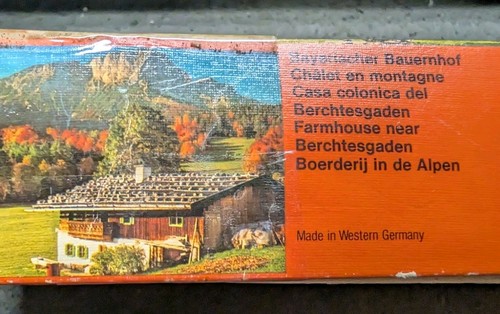 Bayerischer Bauernhof
Châlet en montagne
Casa colonica del
Berchtesgaden
Farmhouse near
Berchtesgaden
Boerderij in de Alpen
Made in Western Germany